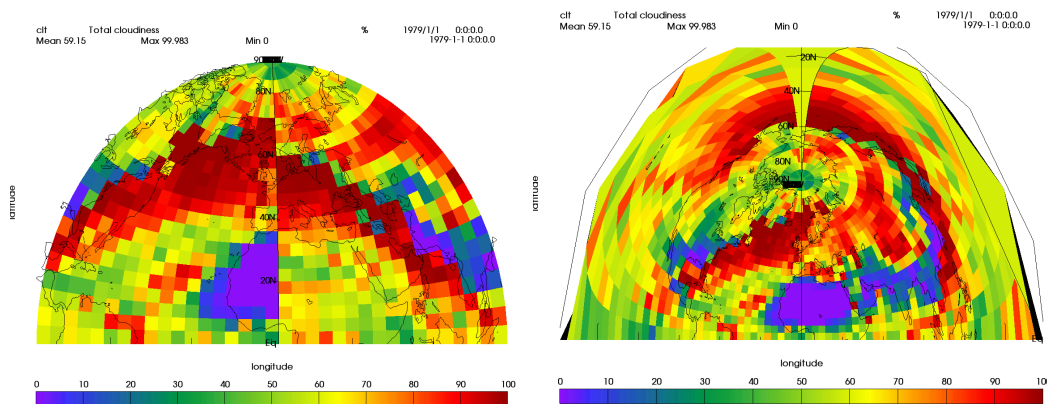 clt Total cloudiness % 1979/1/1 0:0:0.0
Mean 59.15 Max 99.983 Min 0 1979-1-1 0:0:0.0
80N
60N
40N
20N
Eq
latitude
longitude
0 10 20 30 40 50 60 70 80 90 100
clt Total cloudiness % 1979/1/1 0:0:0.0
Mean 59.15 Max 99.983 Min 0 1979-1-1 0:0:0.0
20N
40N
60N
80N
90N
latitude
longitude
0 10 20 30 40 50 60 70 80 90